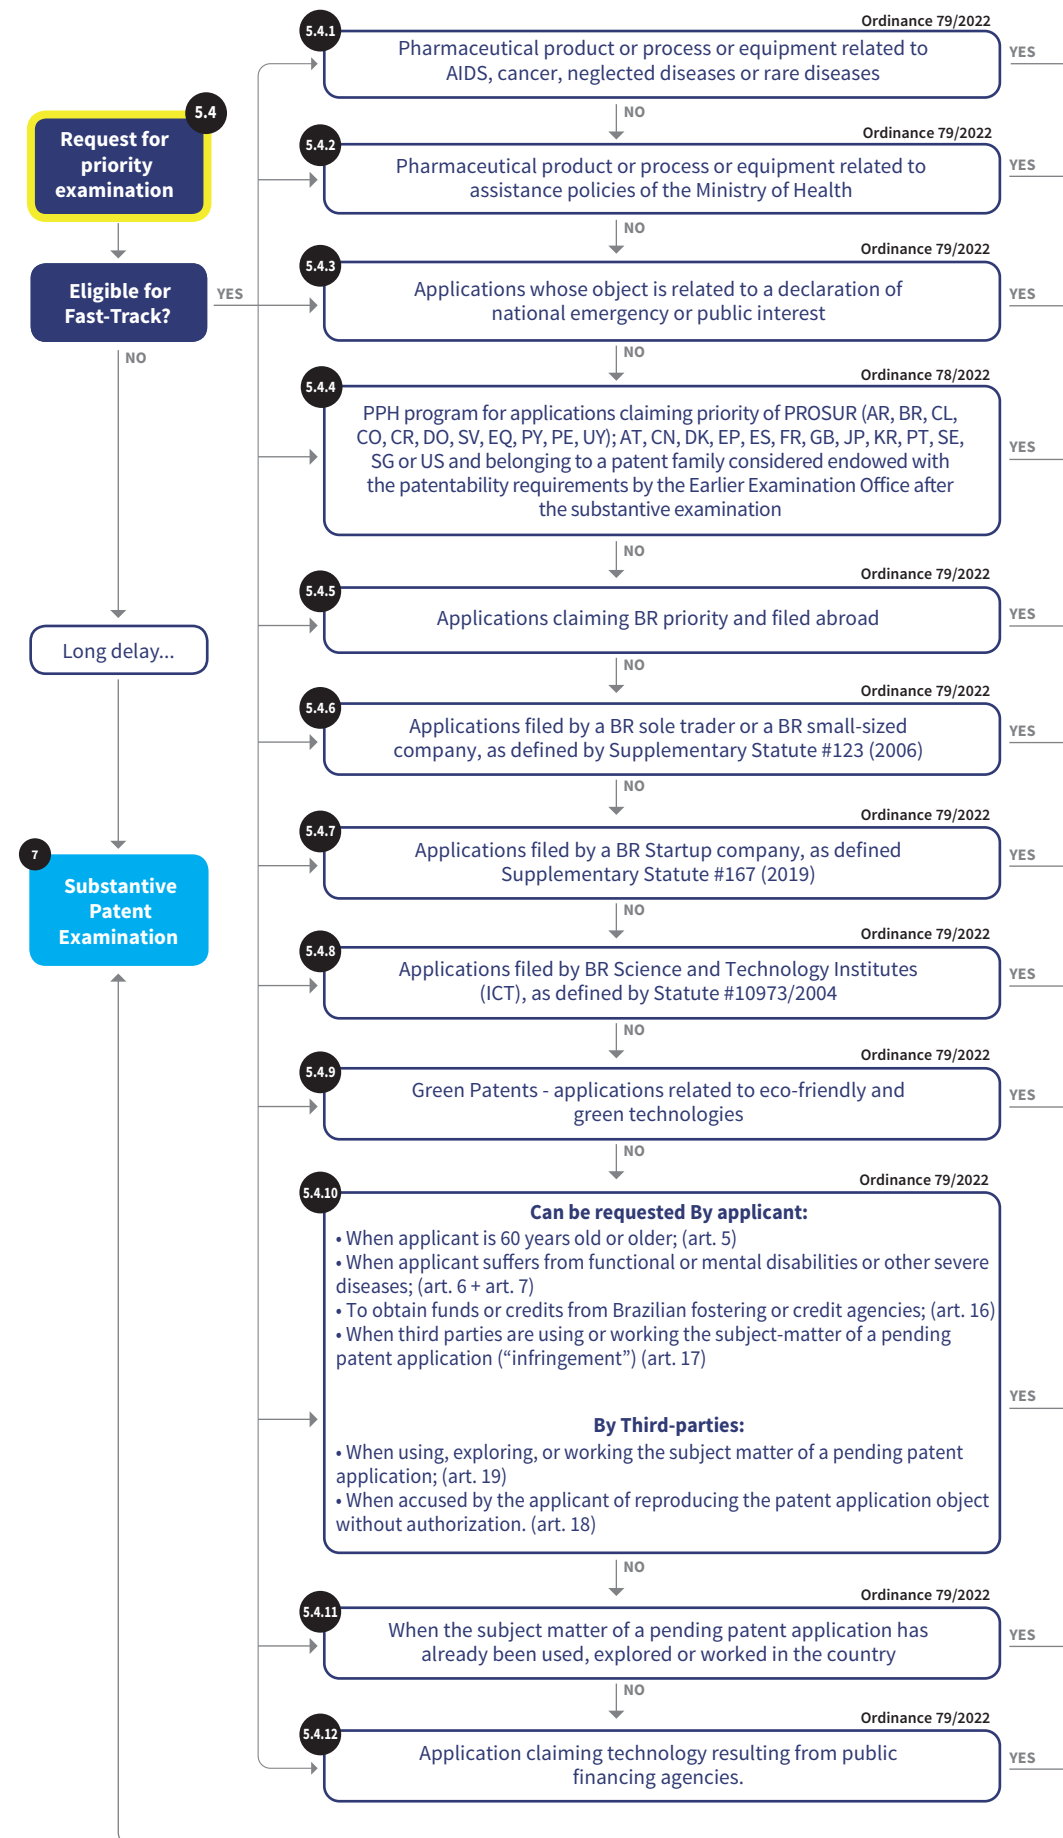 5.4
Request for
priority
examination
Eligible for
Fast-Track?
YES
NO
Long delay...
7
Substantive
Patent
Examination
5.4.1
Ordinance 79/2022
Pharmaceutical product or process or equipment related to
AIDS, cancer, neglected diseases or rare diseases
YES
NO
5.4.2
Ordinance 79/2022
Pharmaceutical product or process or equipment related to
assistance policies of the Ministry of Health
YES
NO
5.4.3
Ordinance 79/2022
Applications whose object is related to a declaration of
national emergency or public interest
YES
NO
5.4.4
Ordinance 78/2022
PPH program for applications claiming priority of PROSUR (AR, BR, CL,
CO, CR, DO, SV, EQ, PY, PE, UY); AT, CN, DK, EP, ES, FR, GB, JP, KR, PT, SE,
SG or US and belonging to a patent family considered endowed with
the patentability requirements by the Earlier Examination Office after
the substantive examination
YES
NO
5.4.5
Ordinance 79/2022
Applications claiming BR priority and filed abroad
YES
NO
5.4.6
Ordinance 79/2022
Applications filed by a BR sole trader or a BR small-sized
company, as defined by Supplementary Statute #123 (2006)
YES
NO
5.4.7
Ordinance 79/2022
Applications filed by a BR Startup company, as defined
Supplementary Statute #167 (2019)
YES
NO
5.4.8
Ordinance 79/2022
Applications filed by BR Science and Technology Institutes
(ICT), as defined by Statute #10973/2004
YES
NO
5.4.9
Ordinance 79/2022
Green Patents - applications related to eco-friendly and
green technologies
YES
NO
5.4.10
Ordinance 79/2022
Can be requested By applicant:
• When applicant is 60 years old or older; (art. 5)
• When applicant suffers from functional or mental disabilities or other severe
diseases; (art. 6 + art. 7)
• To obtain funds or credits from Brazilian fostering or credit agencies; (art. 16)
• When third parties are using or working the subject-matter of a pending
patent application (“infringement”) (art. 17)
By Third-parties:
• When using, exploring, or working the subject matter of a pending patent
application; (art. 19)
• When accused by the applicant of reproducing the patent application object
without authorization. (art. 18)
YES
NO
5.4.11
Ordinance 79/2022
When the subject matter of a pending patent application has
already been used, explored or worked in the country
YES
NO
5.4.12
Ordinance 79/2022
Application claiming technology resulting from public
financing agencies.
YES